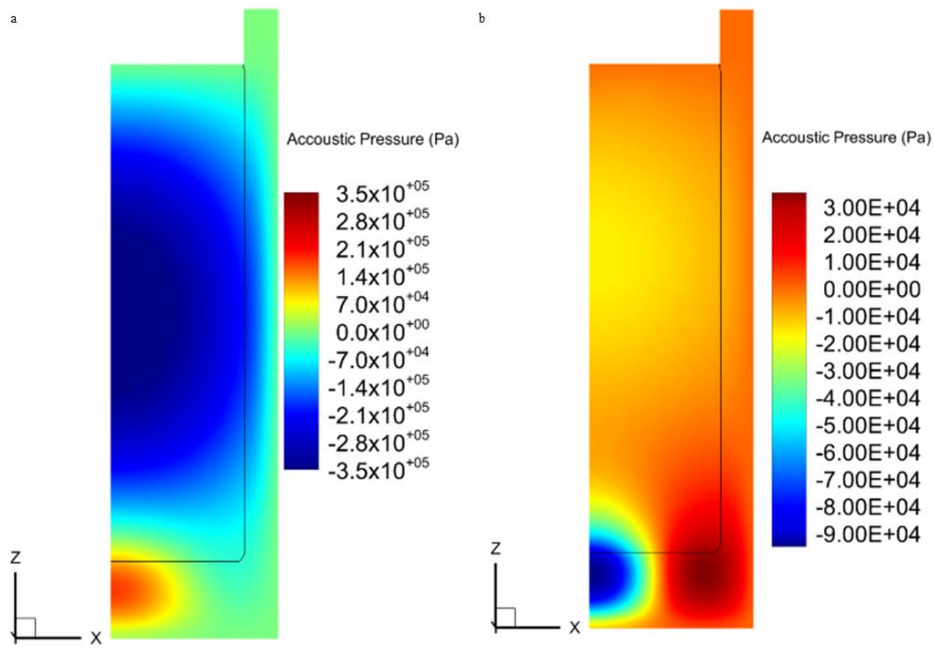 a
b
Accoustic Pressure (Pa)
3.5x10+05
2.8x10+05
2.1x10+05
1.4x10+05
7.0x10+04
0.0x10+00
-7.0x10+04
-1.4x10+05
-2.1x10+05
-2.8x10+05
-3.5x10+05
Z
X
Accoustic Pressure (Pa)
3.00E+04
2.00E+04
1.00E+04
0.00E+00
-1.00E+04
-2.00E+04
-3.00E+04
-4.00E+04
-5.00E+04
-6.00E+04
-7.00E+04
-8.00E+04
-9.00E+04
Z
X